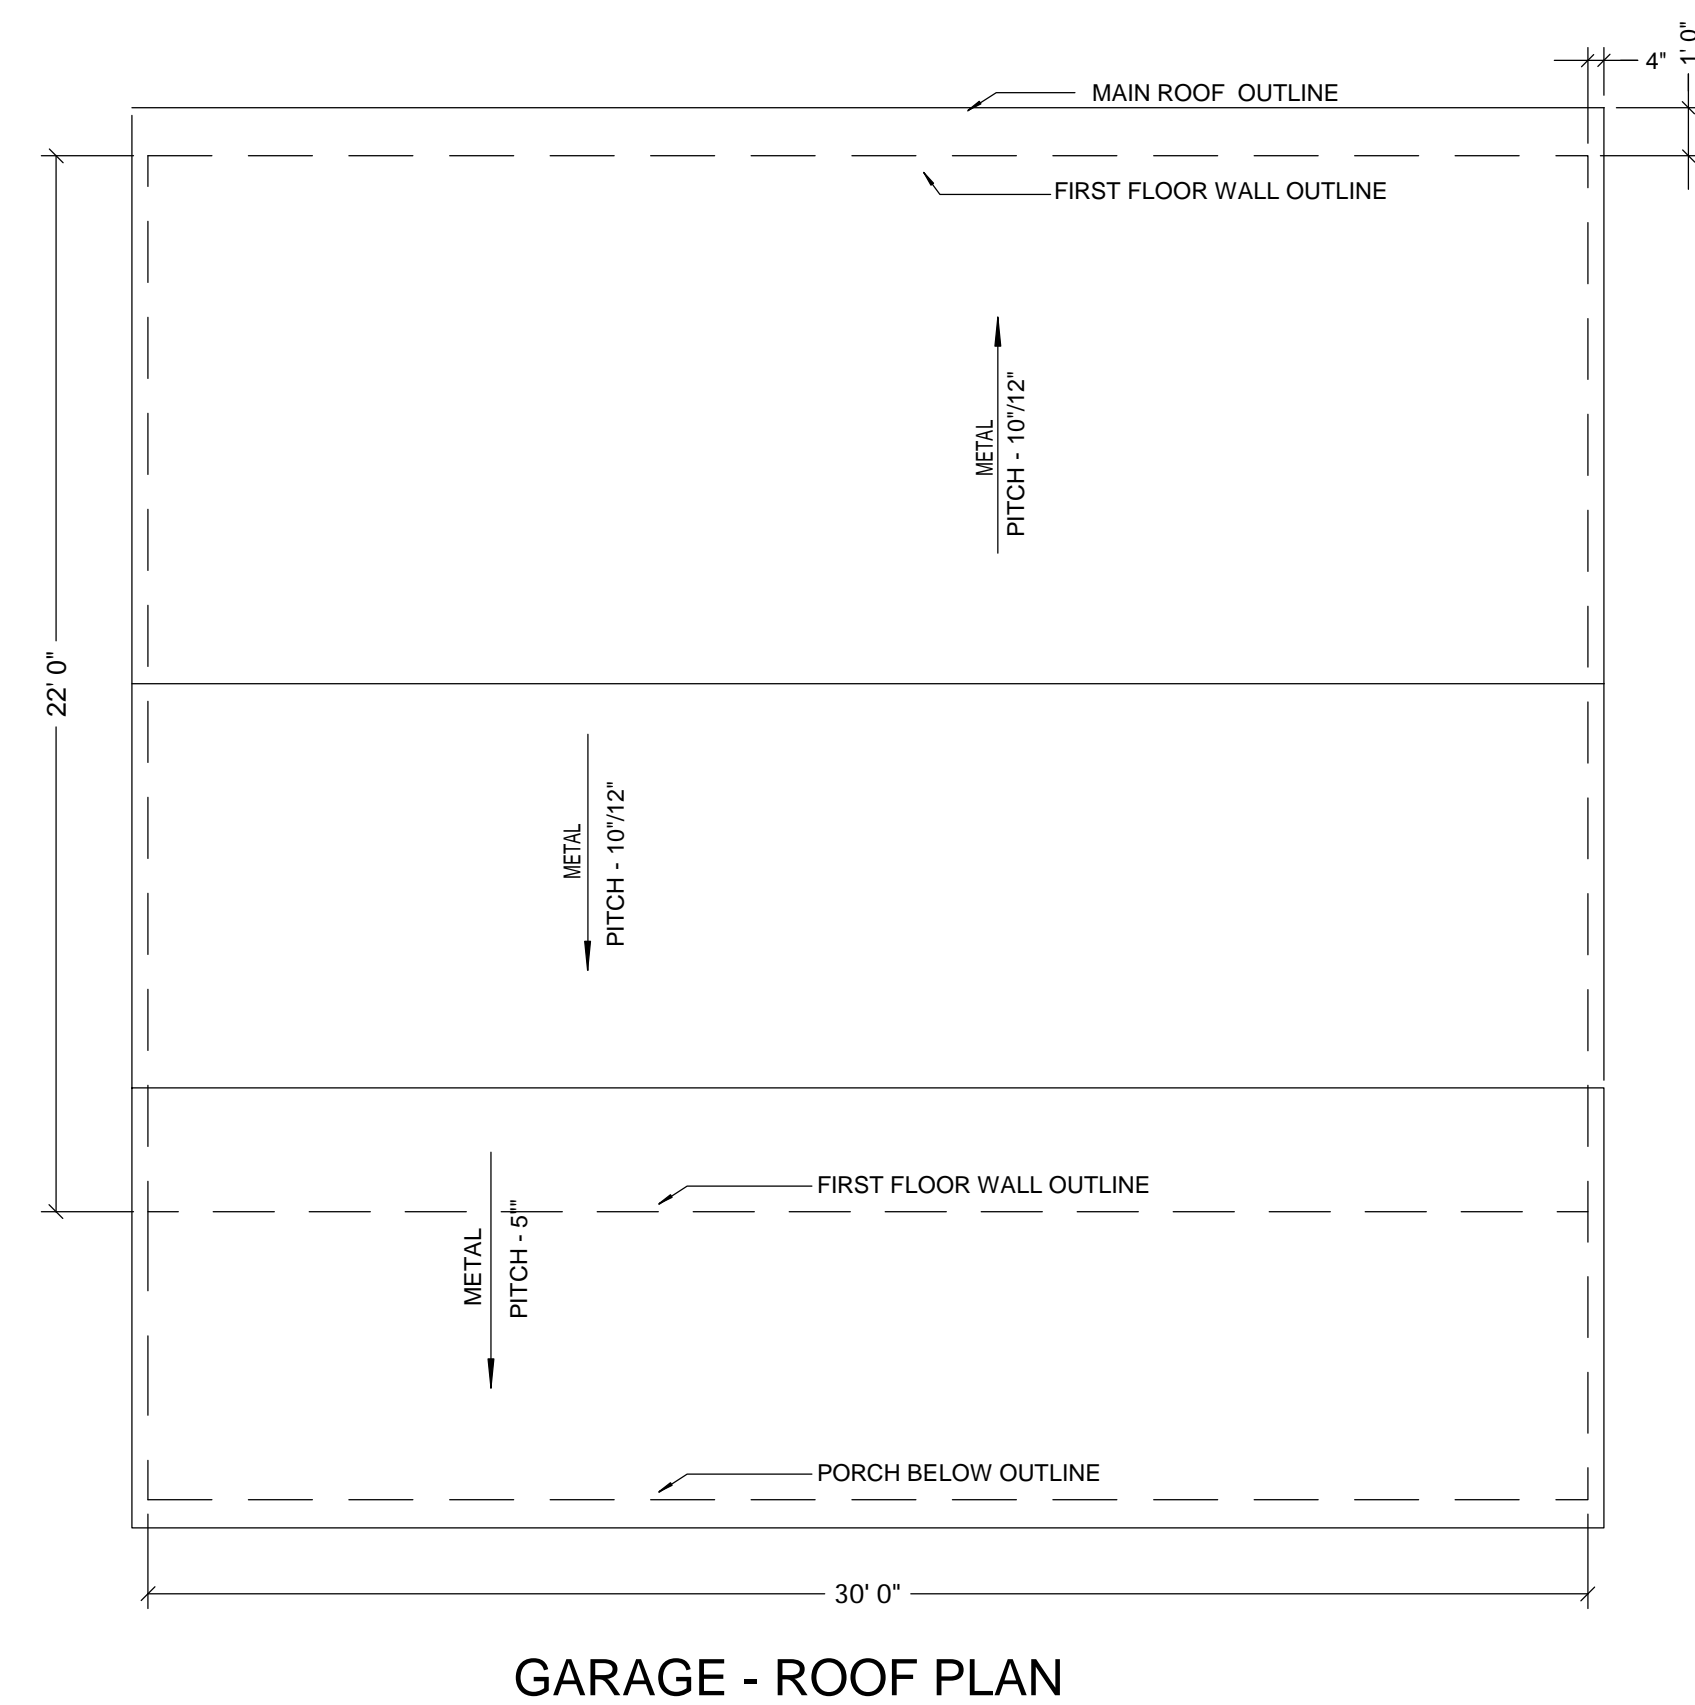 4"
1' 0"
MAIN ROOF OUTLINE
FIRST FLOOR WALL OUTLINE
METAL
PITCH - 10"/12"
22' 0"
METAL
PITCH - 10"/12"
FIRST FLOOR WALL OUTLINE
METAL
PITCH - 5""
PORCH BELOW OUTLINE
30' 0"
GARAGE - ROOF PLAN